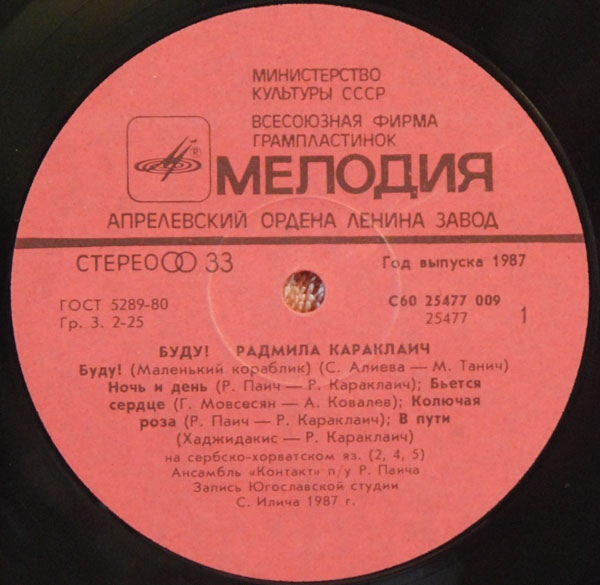 МИНИСТЕРСТВО
КУЛЬТУРЫ СССР
ВСЕСОЮЗНАЯ ФИРМА
ГРАМПЛАСТИНОК
МЕЛОДИЯ
АПРЕЛЕВСКИЙ ОРДЕНА ЛЕНИНА ЗАВОД
СТЕРЕО 33
Год выпуска 1987
ГОСТ 5289-80
Гр. 3. 2-25
С60 25477 009
25477
1
БУДУ! РАДМИЛА КАРАКЛАИЧ
Буду! (Маленький кораблик) (С. Алиева — М. Танич)
Ночь и день (Р. Паич — Р. Караклаич); Бьется
сердце (Г. Мовсесян — А. Ковалев); Колючая
роза (Р. Паич — Р. Караклаич); В пути
(Хаджидакис — Р. Караклаич)
на сербско-хорватском яз. (2, 4, 5)
Ансамбль «Контакт» п/у Р. Паича
Запись Югославской студии
С. Илича 1987 г.